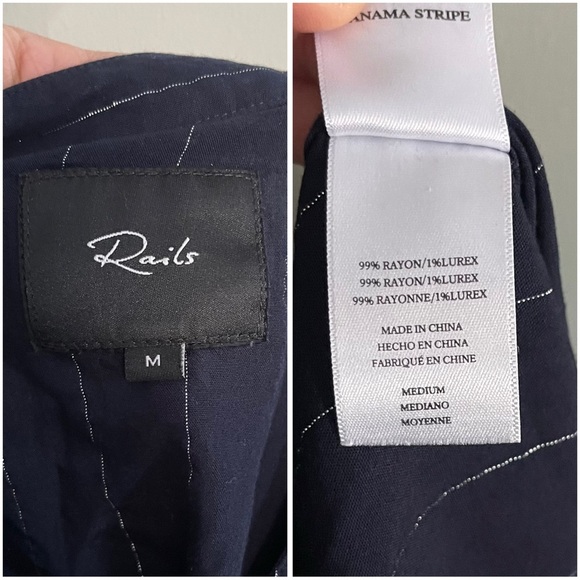 Rails
M
ANAMA STRIPE
99% RAYON/1%LUREX
99% RAYON/1%LUREX
99% RAYONNE/1%LUREX
MADE IN CHINA
HECHO EN CHINA
FABRIQUÉ EN CHINE
MEDIUM
MEDIANO
MOYENNE